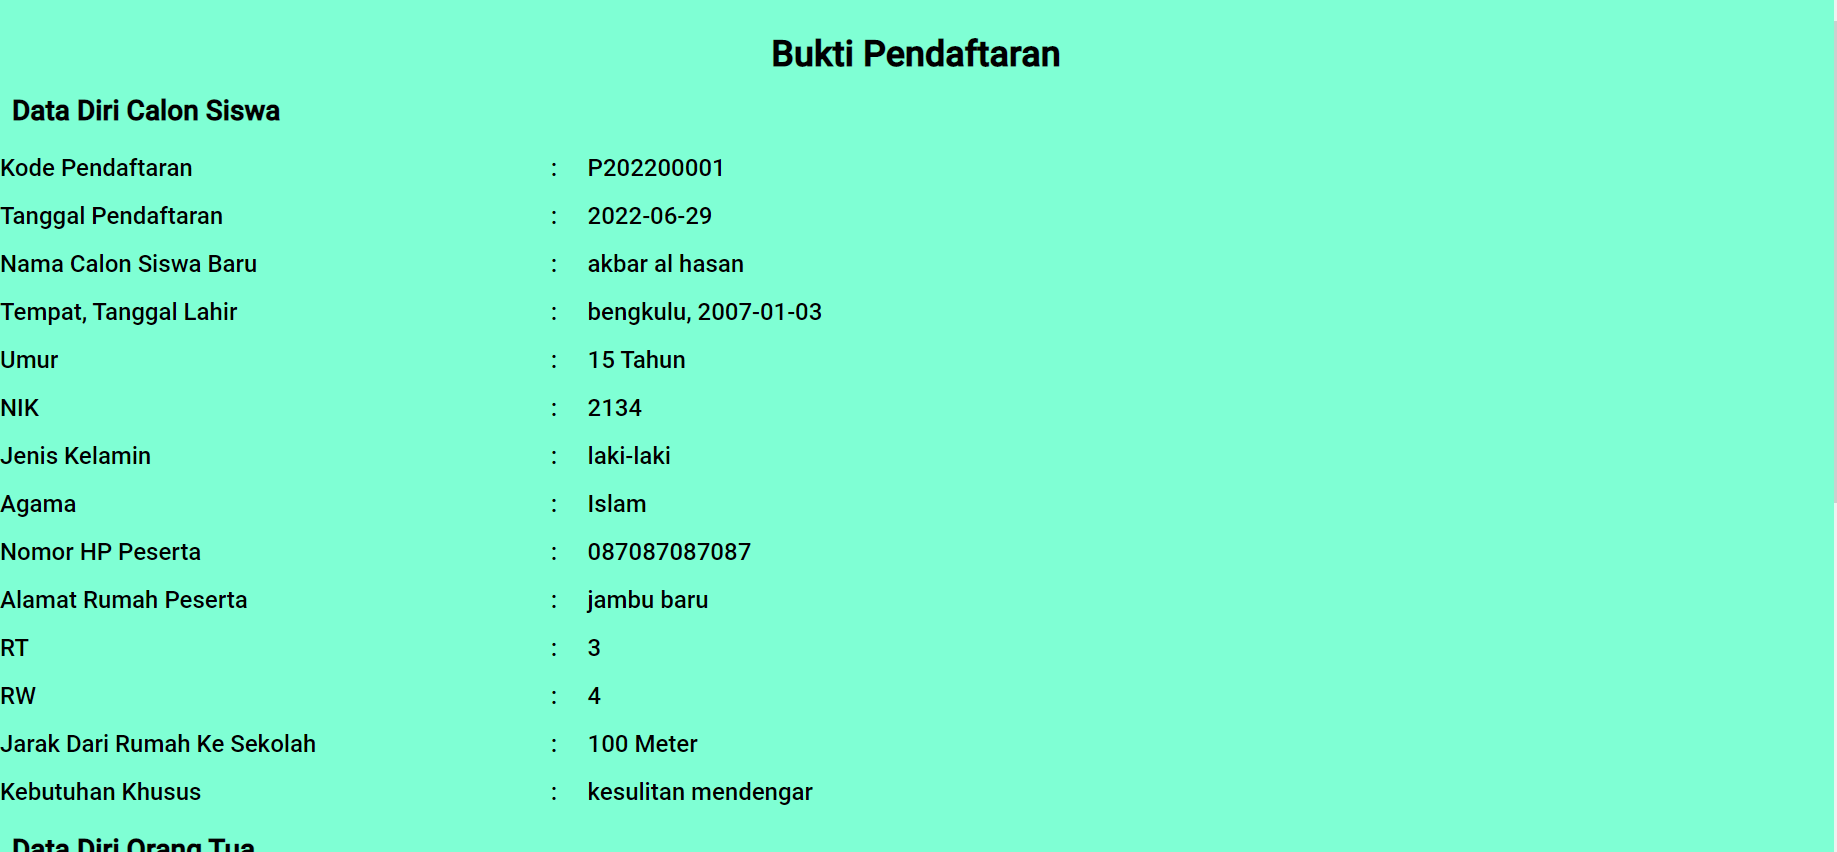 Bukti Pendaftaran
Data Diri Calon Siswa
Kode Pendaftaran : P202200001
Tanggal Pendaftaran : 2022-06-29
Nama Calon Siswa Baru : akbar al hasan
Tempat, Tanggal Lahir : bengkulu, 2007-01-03
Umur : 15 Tahun
NIK : 2134
Jenis Kelamin : laki-laki
Agama : Islam
Nomor HP Peserta : 087087087087
Alamat Rumah Peserta : jambu baru
RT : 3
RW : 4
Jarak Dari Rumah Ke Sekolah : 100 Meter
Kebutuhan Khusus : kesulitan mendengar
Data Diri Orang Tua